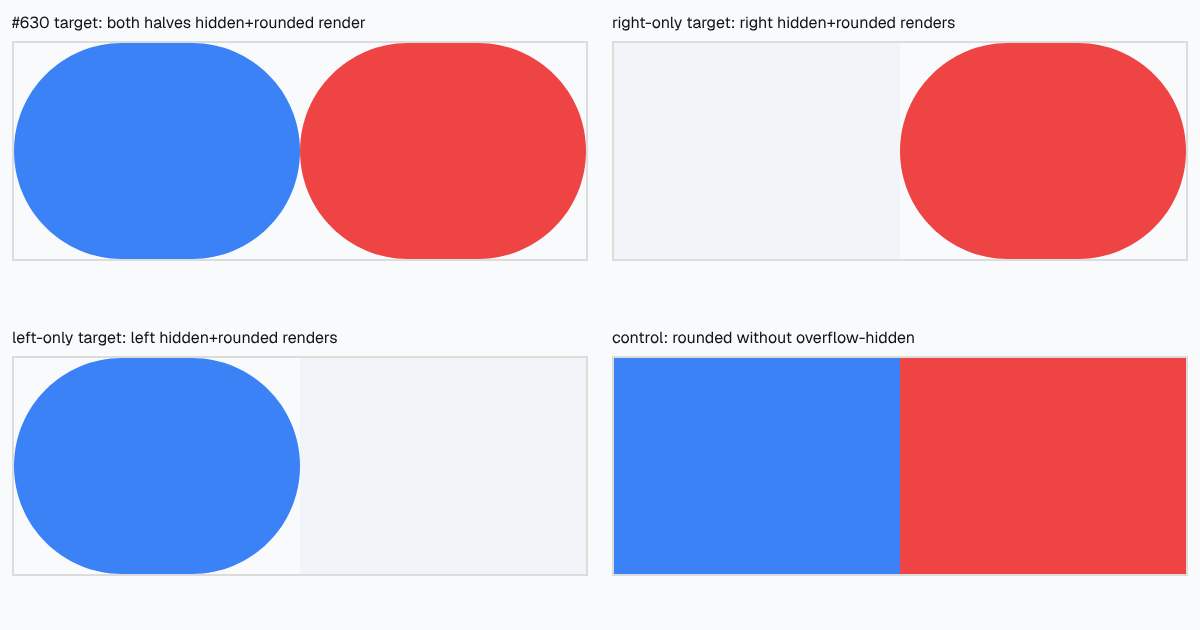 #630 target: both halves hidden+rounded render
right-only target: right hidden+rounded renders
left-only target: left hidden+rounded renders
control: rounded without overflow-hidden